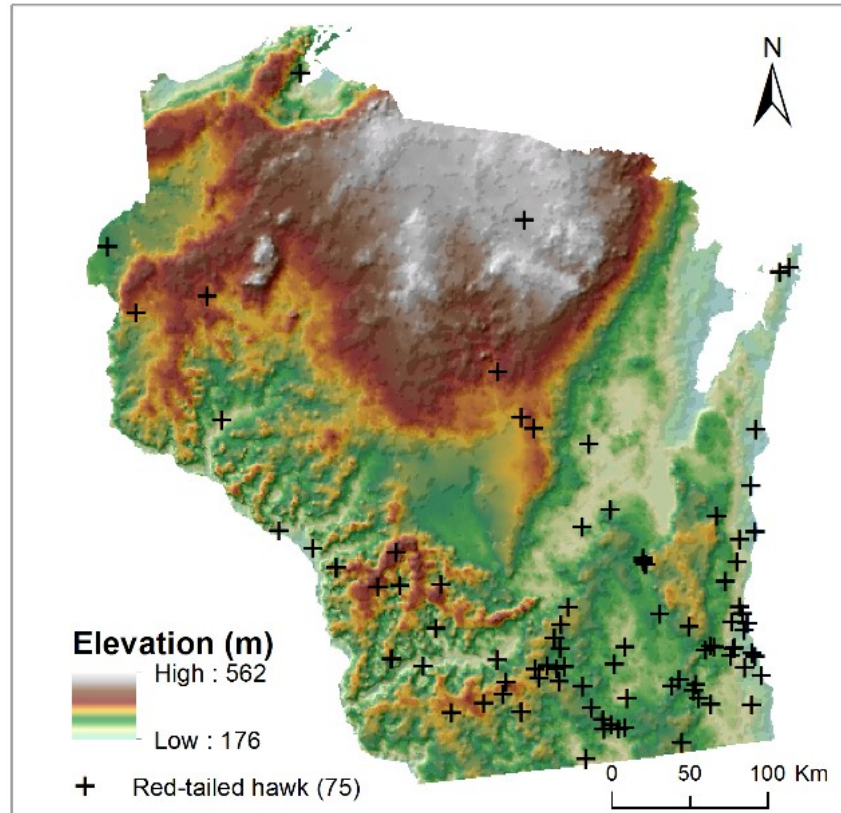 N
Elevation (m)
High : 562
Low : 176
Red-tailed hawk (75)
0 50 100 Km